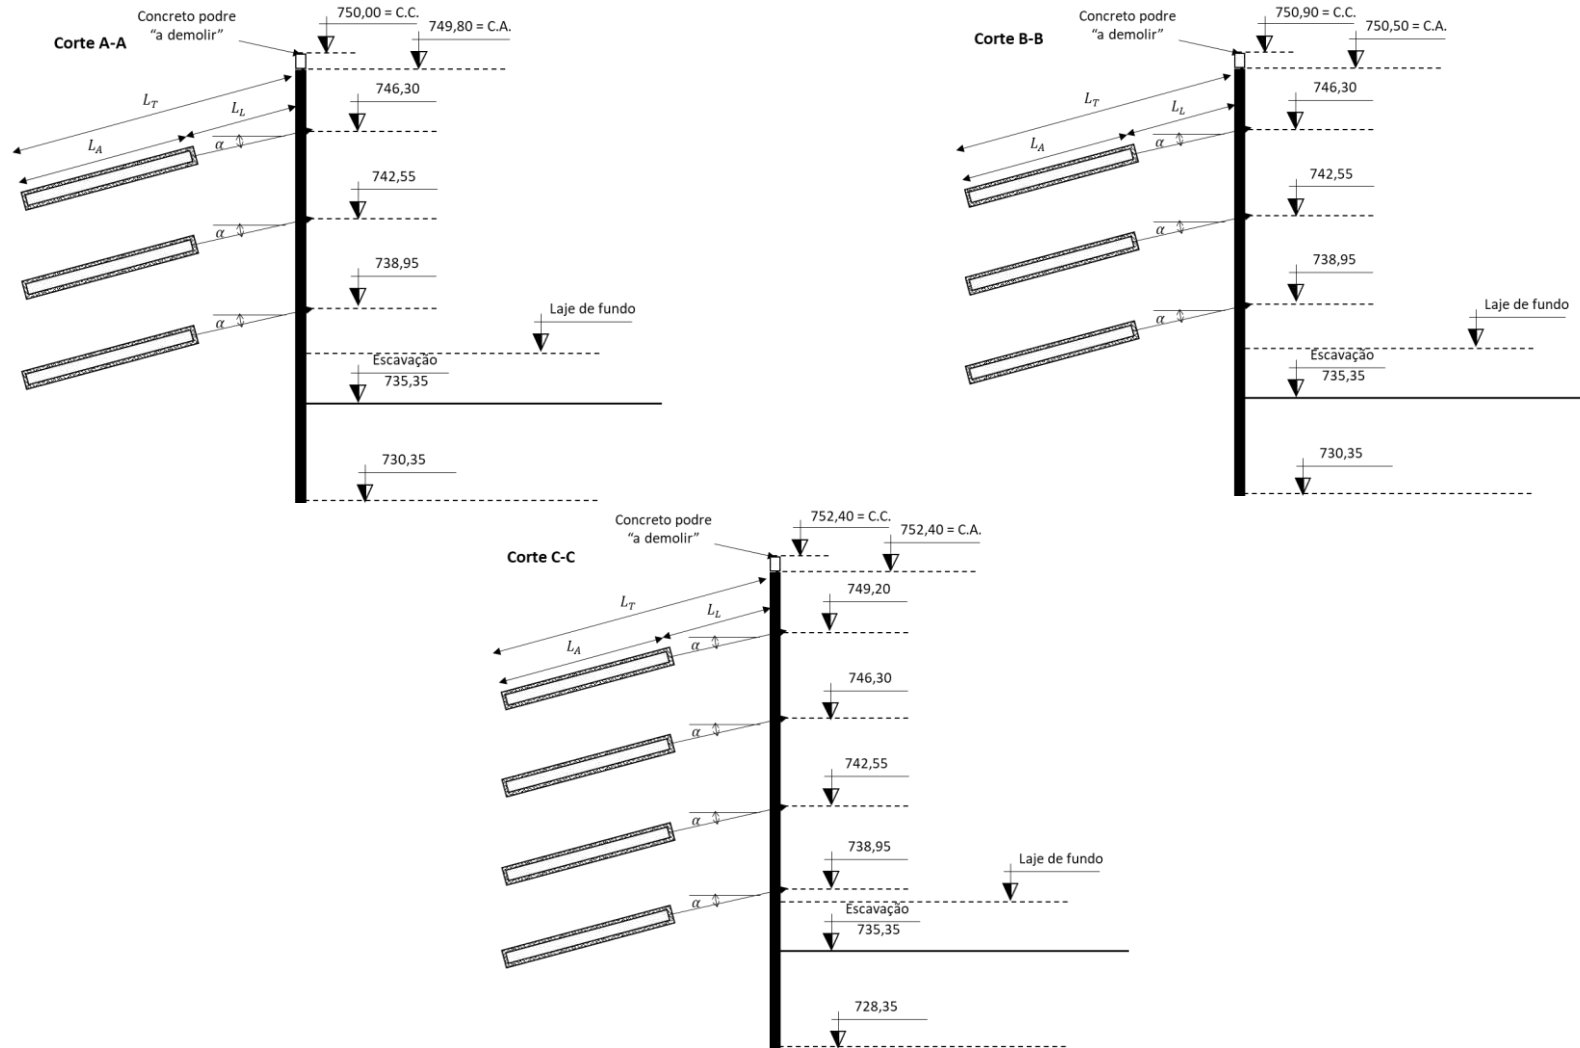 Corte A-A
Concreto podre
“a demolir”
750,00 = C.C.
749,80 = C.A.
746,30
L_T
L_L
L_A
α
742,55
α
738,95
α
Laje de fundo
Escavação
735,35
730,35
Corte B-B
Concreto podre
“a demolir”
750,90 = C.C.
750,50 = C.A.
746,30
L_T
L_L
L_A
α
742,55
α
738,95
α
Laje de fundo
Escavação
735,35
730,35
Corte C-C
Concreto podre
“a demolir”
752,40 = C.C.
752,40 = C.A.
749,20
L_T
L_L
L_A
α
746,30
α
742,55
α
738,95
α
Laje de fundo
Escavação
735,35
728,35